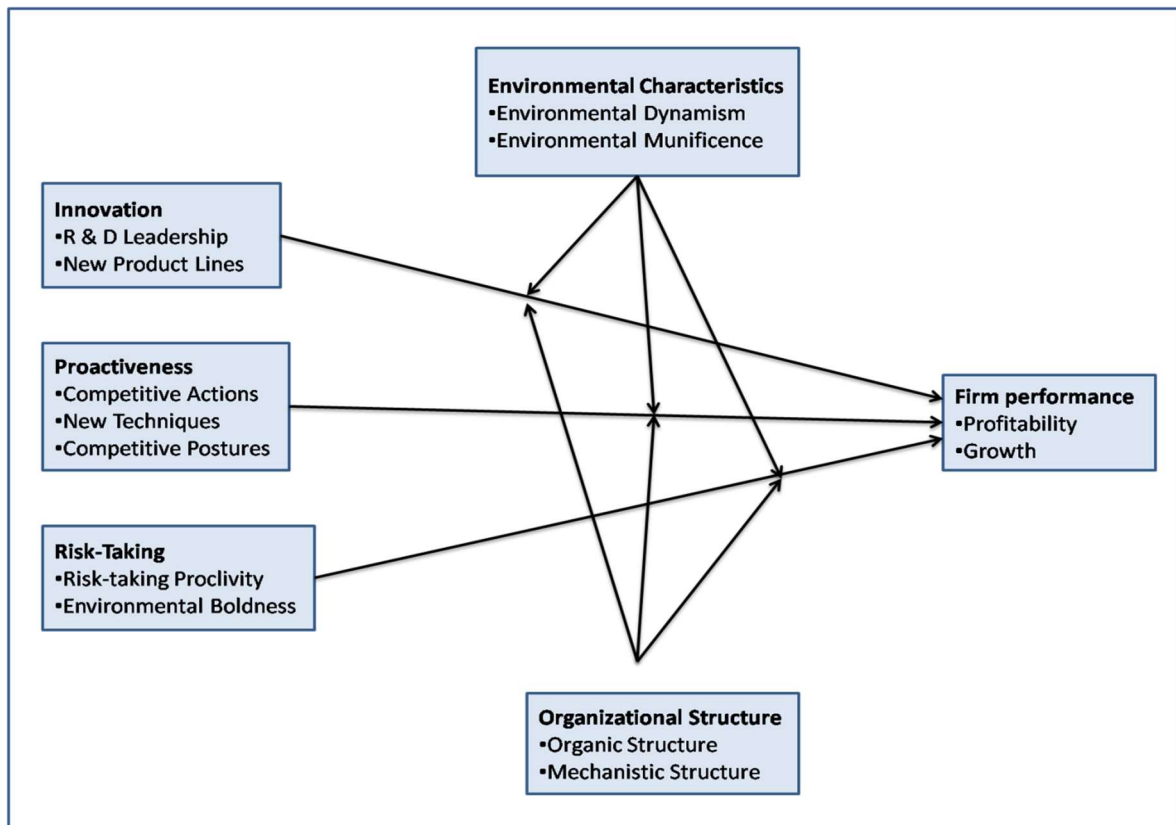 Environmental Characteristics
•Environmental Dynamism
•Environmental Munificence
Innovation
•R & D Leadership
•New Product Lines
Proactiveness
•Competitive Actions
•New Techniques
•Competitive Postures
Firm performance
•Profitability
•Growth
Risk-Taking
•Risk-taking Proclivity
•Environmental Boldness
Organizational Structure
•Organic Structure
•Mechanistic Structure